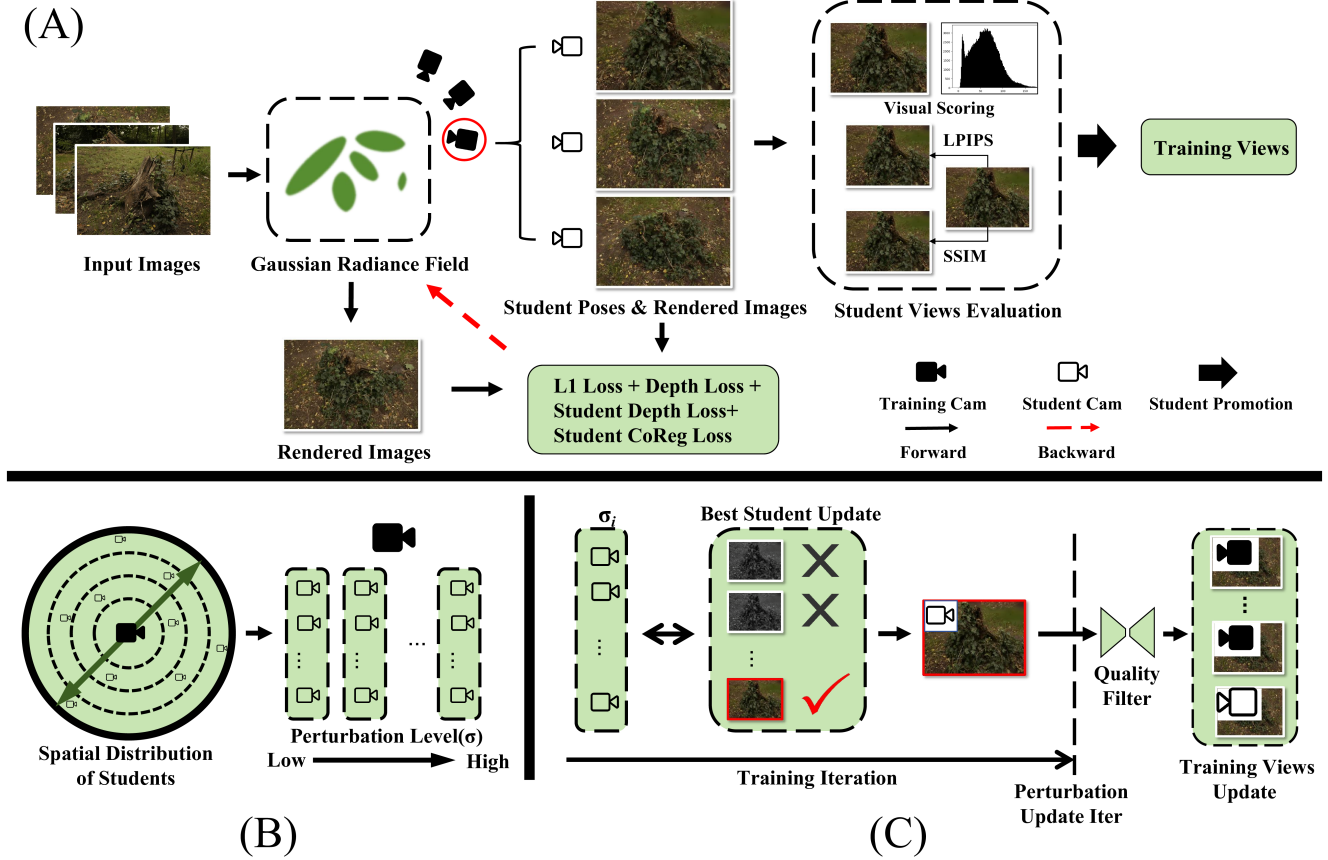 (A)
Input Images
Gaussian Radiance Field
Student Poses & Rendered Images
Visual Scoring
LPIPS
SSIM
Student Views Evaluation
Training Views
Rendered Images
L1 Loss + Depth Loss +
Student Depth Loss+
Student CoReg Loss
Training Cam
Student Cam
Student Promotion
Forward
Backward
Spatial Distribution
of Students
...
...
...
...
Perturbation Level(σ)
Low
High
(B)
σi
...
Best Student Update
...
Training Iteration
Perturbation
Update Iter
Quality
Filter
...
Training Views
Update
(C)